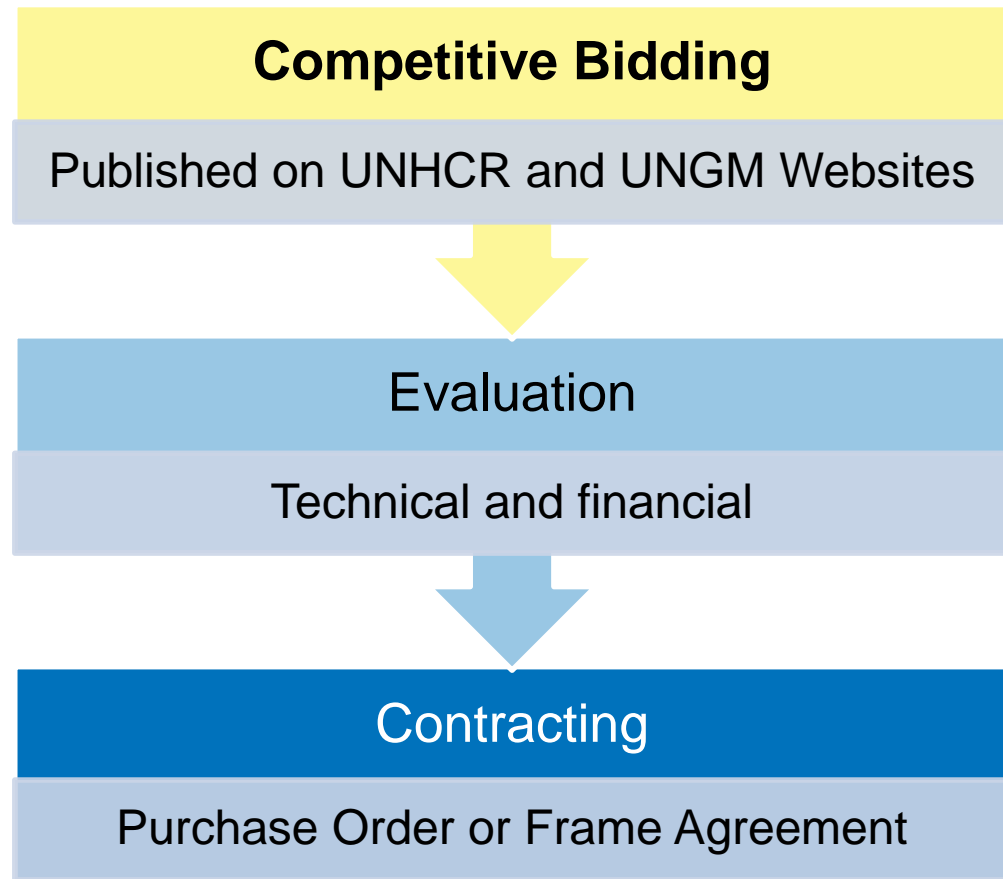 Competitive Bidding
Published on UNHCR and UNGM Websites
Evaluation
Technical and financial
Contracting
Purchase Order or Frame Agreement